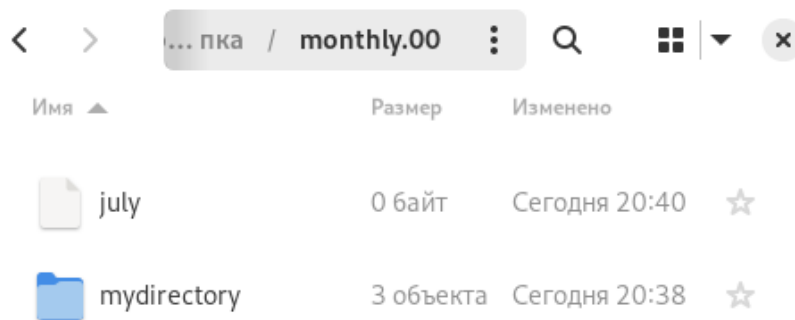 ... пка / monthly.00
Имя Размер Изменено
july 0 байт Сегодня 20:40
mydirectory 3 объекта Сегодня 20:38